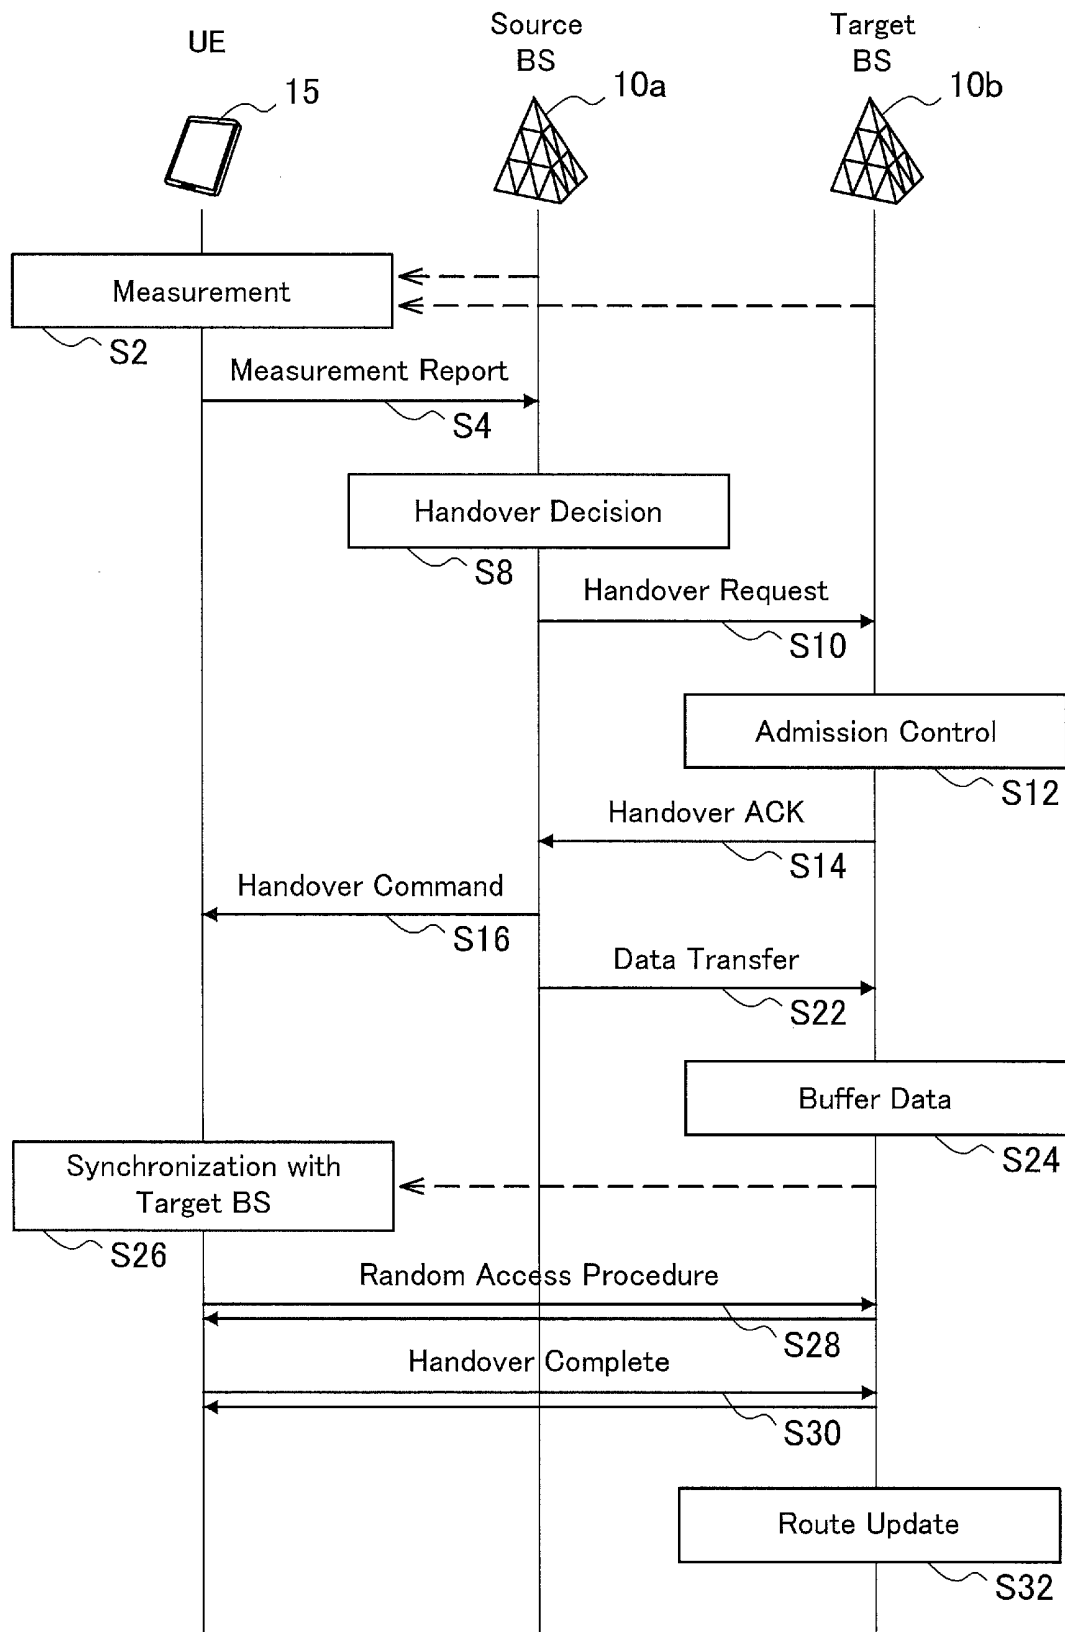 UE
Source
BS
Target
BS
15
10a
10b
Measurement
S2
Measurement Report
S4
Handover Decision
S8
Handover Request
S10
Admission Control
S12
Handover ACK
S14
Handover Command
S16
Data Transfer
S22
Buffer Data
S24
Synchronization with
Target BS
S26
Random Access Procedure
S28
Handover Complete
S30
Route Update
S32